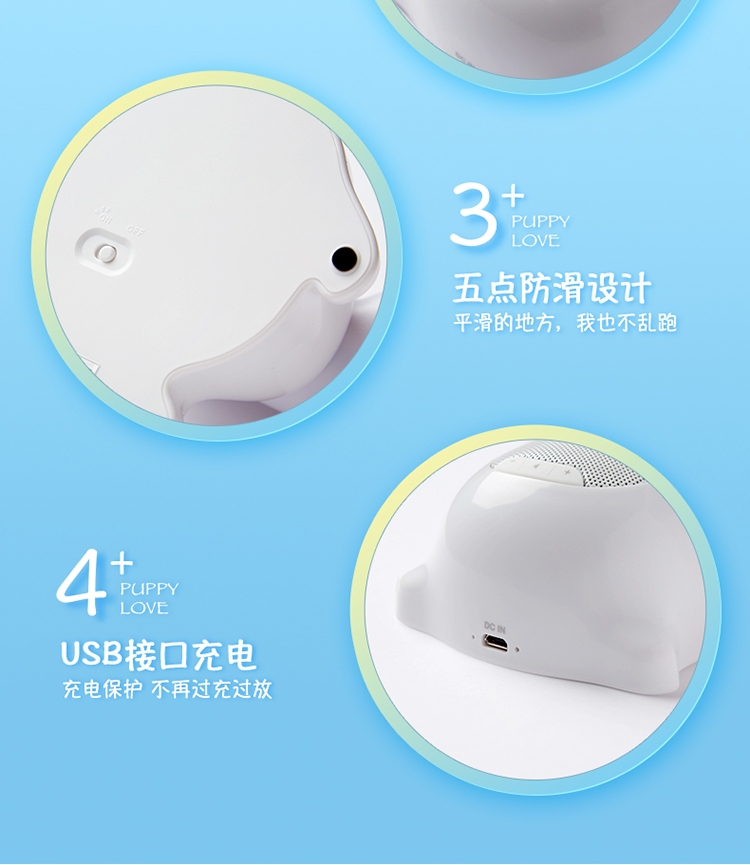 ON
OFF
3+
PUPPY
LOVE
五点防滑设计
平滑的地方，我也不乱跑
DC IN
4+
PUPPY
LOVE
USB接口充电
充电保护 不再过充过放